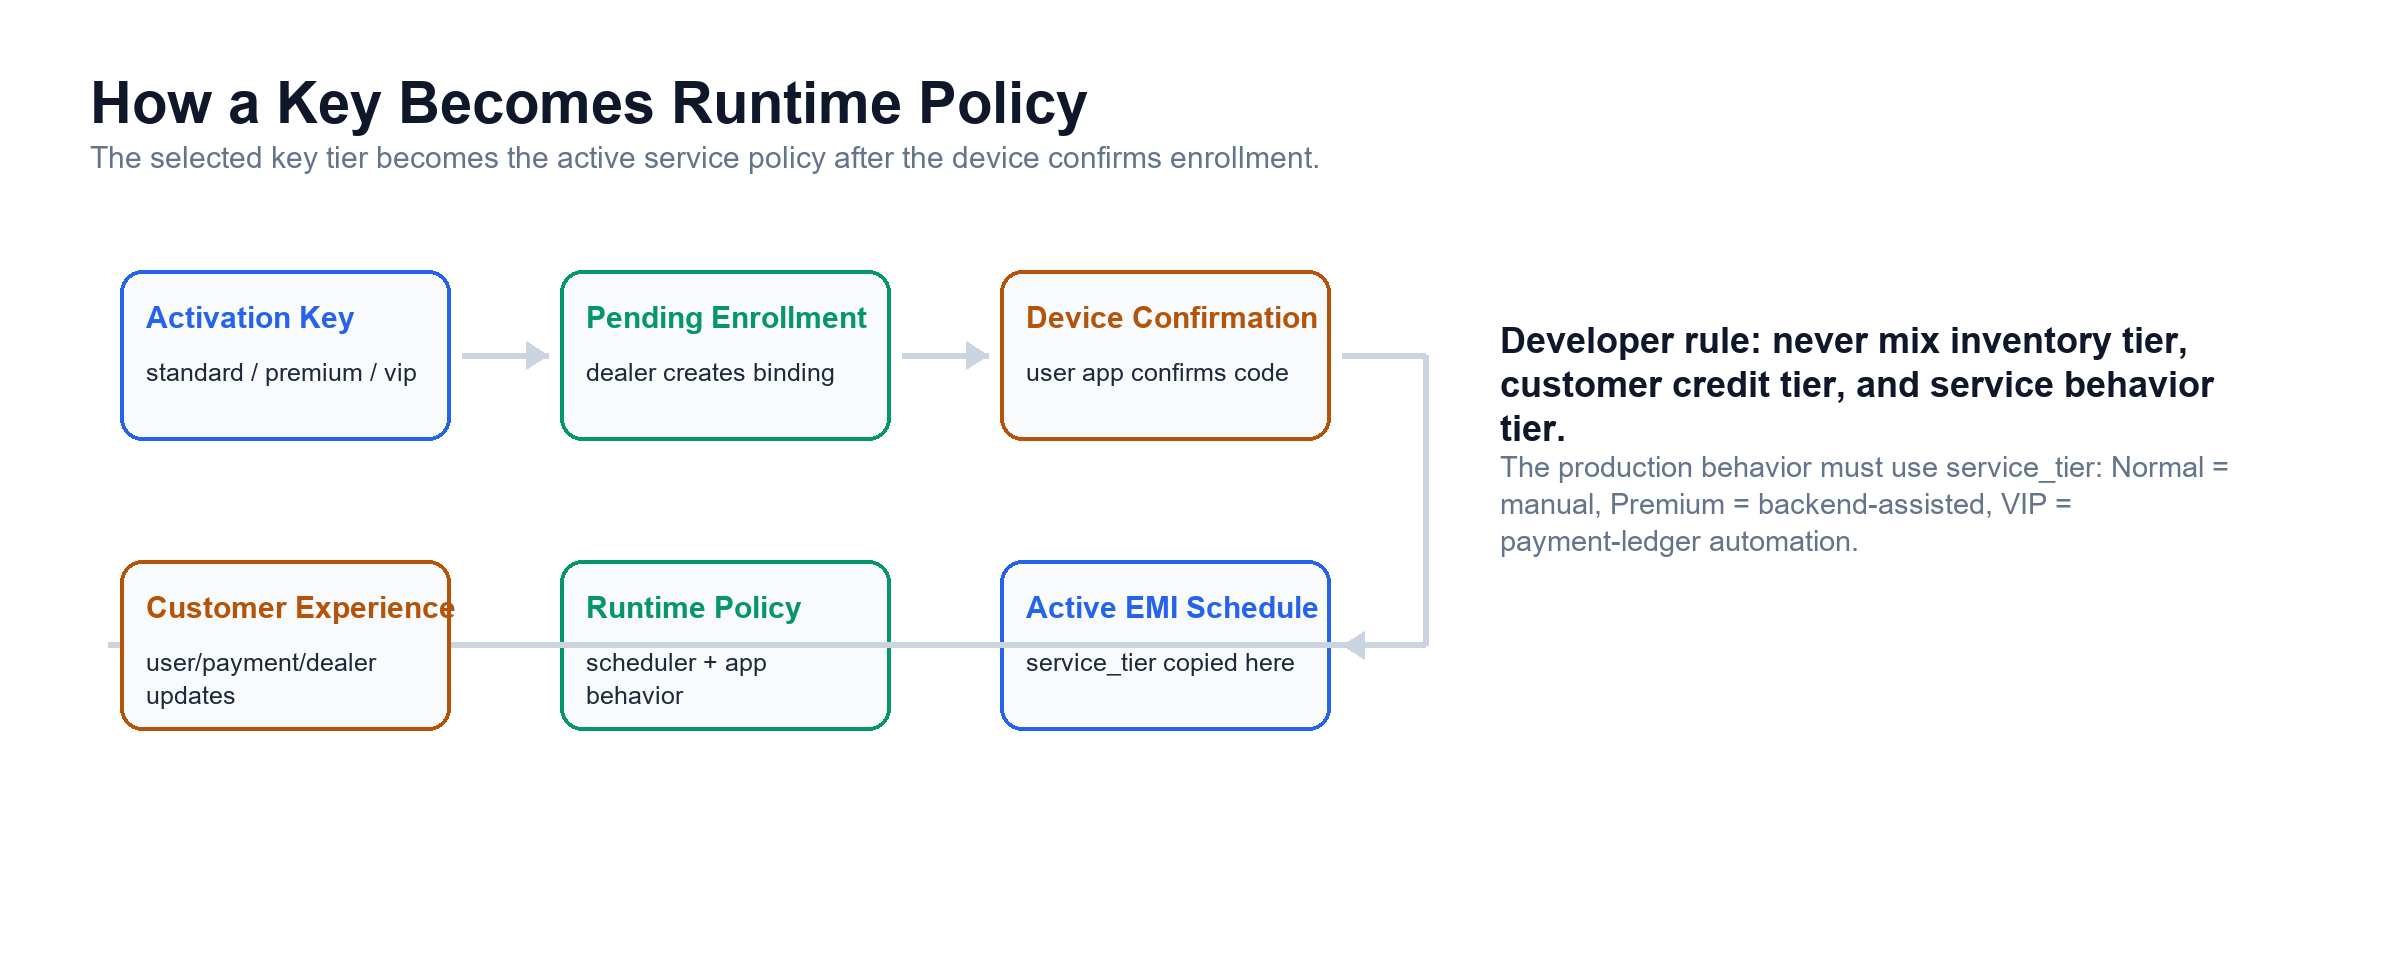 How a Key Becomes Runtime Policy
The selected key tier becomes the active service policy after the device confirms enrollment.
Activation Key
standard / premium / vip
Pending Enrollment
dealer creates binding
Device Confirmation
user app confirms code
Developer rule: never mix inventory tier,
customer credit tier, and service behavior
tier.
The production behavior must use service_tier: Normal =
manual, Premium = backend-assisted, VIP =
payment-ledger automation.
Customer Experience
user/payment/dealer
updates
Runtime Policy
scheduler + app
behavior
Active EMI Schedule
service_tier copied here